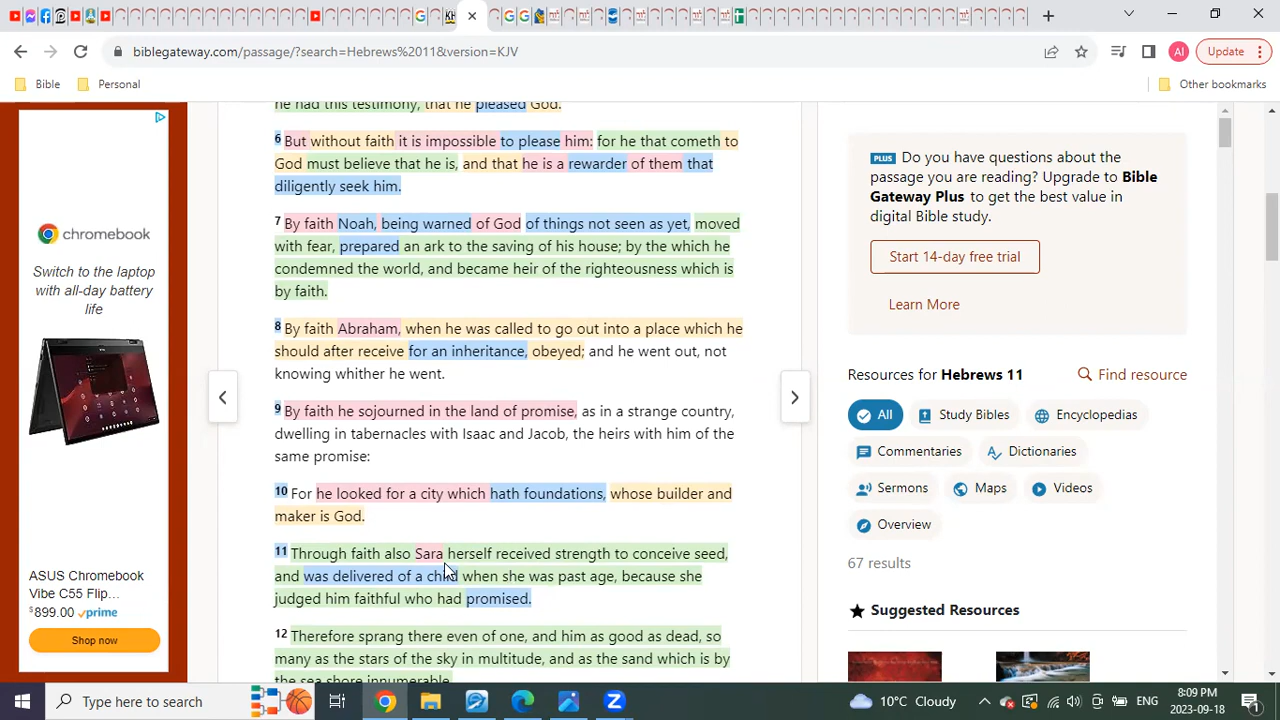 biblegateway.com/passage/?search=Hebrews%2011&version=KJV
AI
Update
Bible
Personal
Other bookmarks
he had this testimony, that he pleased God.
6 But without faith it is impossible to please him: for he that cometh to
God must believe that he is, and that he is a rewarder of them that
diligently seek him.
7 By faith Noah, being warned of God of things not seen as yet, moved
with fear, prepared an ark to the saving of his house; by the which he
condemned the world, and became heir of the righteousness which is
by faith.
8 By faith Abraham, when he was called to go out into a place which he
should after receive for an inheritance, obeyed; and he went out, not
knowing whither he went.
9 By faith he sojourned in the land of promise, as in a strange country,
dwelling in tabernacles with Isaac and Jacob, the heirs with him of the
same promise:
10 For he looked for a city which hath foundations, whose builder and
maker is God.
11 Through faith also Sara herself received strength to conceive seed,
and was delivered of a child when she was past age, because she
judged him faithful who had promised.
12 Therefore sprang there even of one, and him as good as dead, so
many as the stars of the sky in multitude, and as the sand which is by
the sea shore innumerable.
chromebook
Switch to the laptop
with all-day battery
life
ASUS Chromebook
Vibe C55 Flip...
$899.00 prime
Shop now
PLUS Do you have questions about the
passage you are reading? Upgrade to Bible
Gateway Plus to get the best value in
digital Bible study.
Start 14-day free trial
Learn More
Resources for Hebrews 11
Find resource
All
Study Bibles
Encyclopedias
Commentaries
Dictionaries
Sermons
Maps
Videos
Overview
67 results
Suggested Resources
Type here to search
10°C Cloudy
ENG
8:09 PM
2023-09-18
1